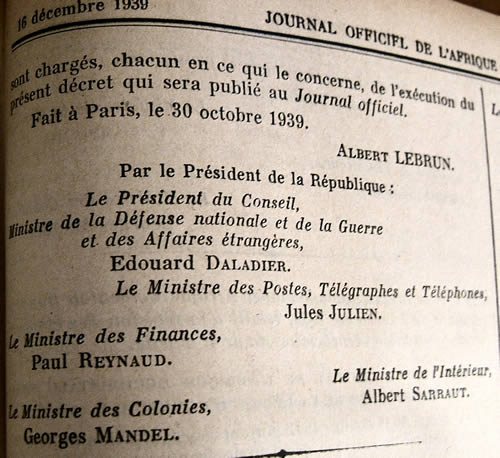 16 décembre 1939
JOURNAL OFFICIEL DE L'AFRIQUE
sont chargés, chacun en ce qui le concerne, de l'exécution du
présent décret qui sera publié au Journal officiel.
Fait à Paris, le 30 octobre 1939.
ALBERT LEBRUN.
Par le Président de la République :
Le Président du Conseil,
Ministre de la Défense nationale et de la Guerre
et des Affaires étrangères,
Edouard DALADIER.
Le Ministre des Postes, Télégraphes et Téléphones,
Jules JULIEN.
Le Ministre des Finances,
Paul REYNAUD.
Le Ministre de l'Intérieur,
Albert SARRAUT.
Le Ministre des Colonies,
Georges MANDEL.